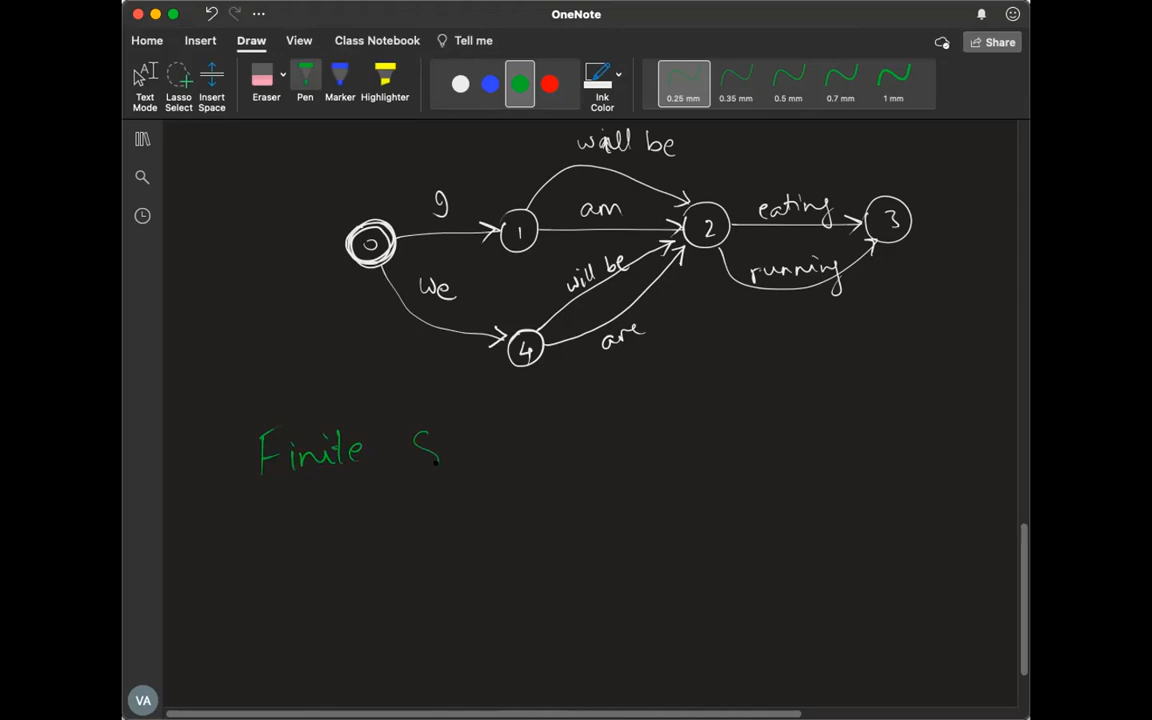 OneNote
Home Insert Draw View Class Notebook Tell me
Share
Text Mode
Lasso Select
Insert Space
Eraser
Pen
Marker
Highlighter
Ink Color
0.25 mm
0.35 mm
0.5 mm
0.7 mm
1 mm
will be
I
am
eating
0
1
2
3
we
will be
running
4
are
Finite S
VA